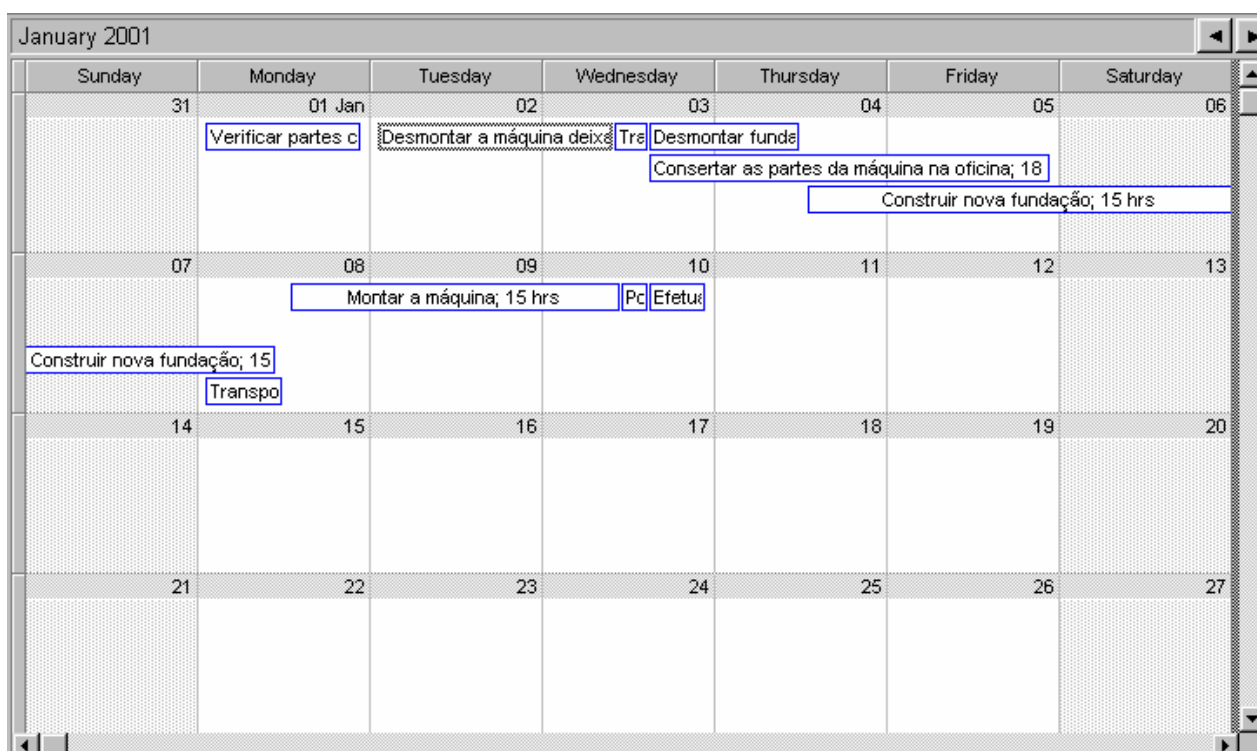 January 2001
Sunday Monday Tuesday Wednesday Thursday Friday Saturday
31 01 Jan 02 03 04 05 06
Verificar partes c Desmontar a máquina deixa Tra Desmontar funda
Consertar as partes da máquina na oficina; 18
Construir nova fundação; 15 hrs
07 08 09 10 11 12 13
Montar a máquina; 15 hrs Po Efetua
Construir nova fundação; 15
Transpo
14 15 16 17 18 19 20
21 22 23 24 25 26 27